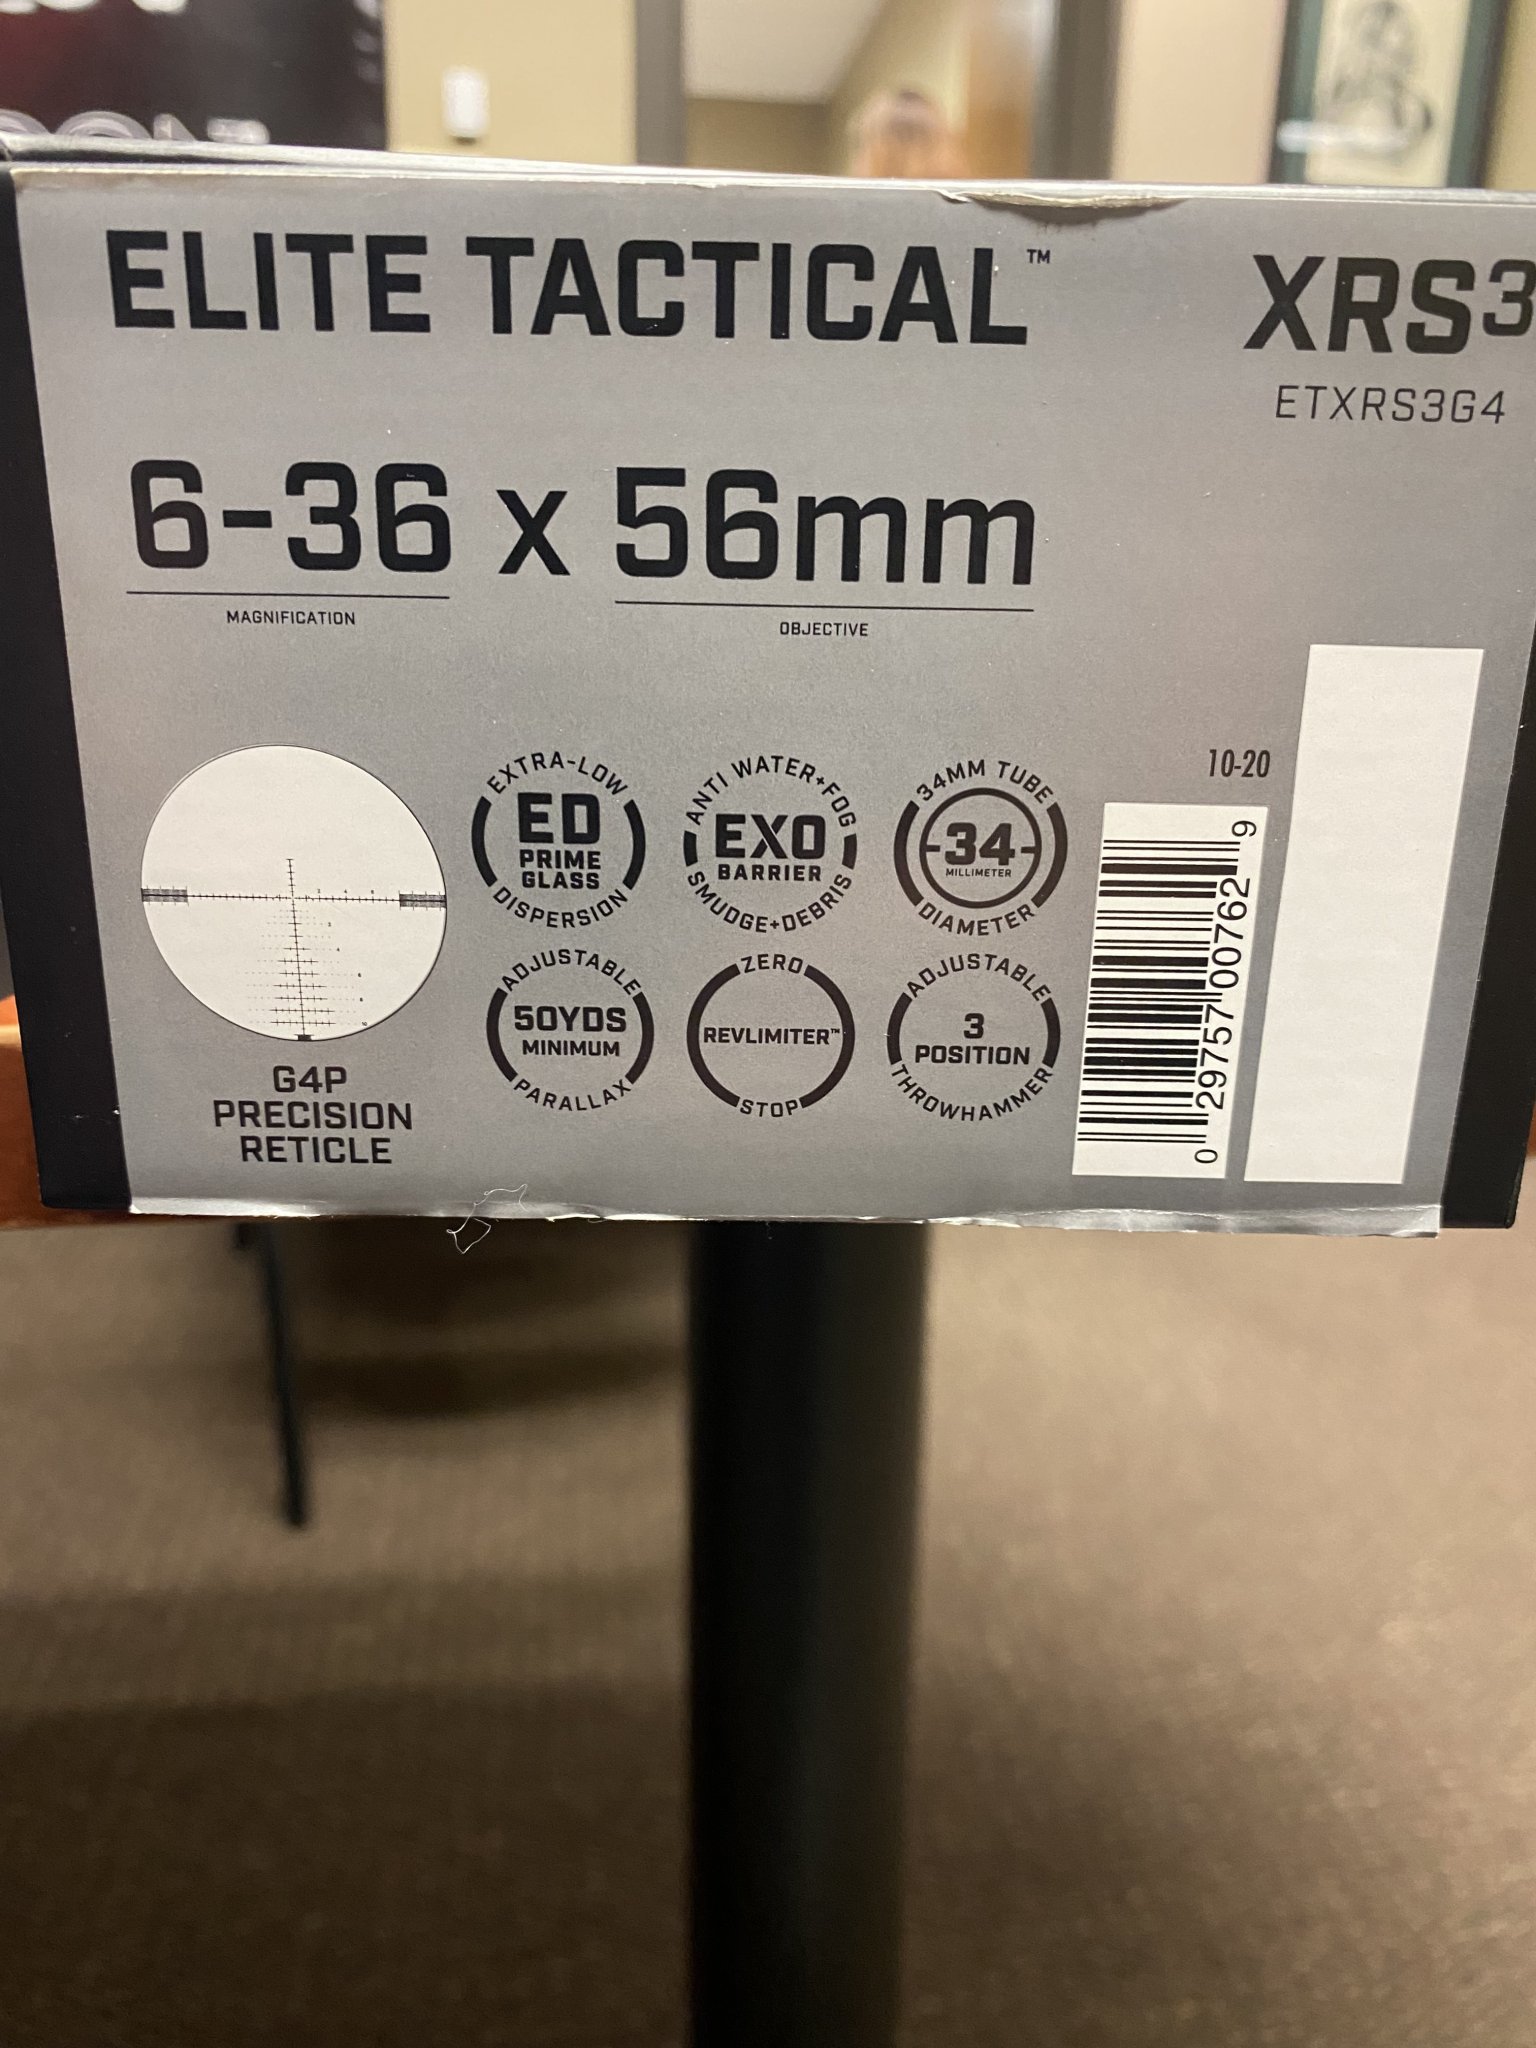 ELITE TACTICAL™
XRS3
ETXRS3G4
6-36 x 56mm
MAGNIFICATION
OBJECTIVE
EXTRA-LOW
ED
PRIME
GLASS
DISPERSION
ANTI WATER+FOG
EXO
BARRIER
SMUDGE+DEBRIS
34MM TUBE
-34-
MILLIMETER
DIAMETER
10-20
ADJUSTABLE
50YDS
MINIMUM
PARALLAX
ZERO
REVLIMITER™
STOP
ADJUSTABLE
3
POSITION
THROWHAMMER
0 29757 00762 9
G4P
PRECISION
RETICLE